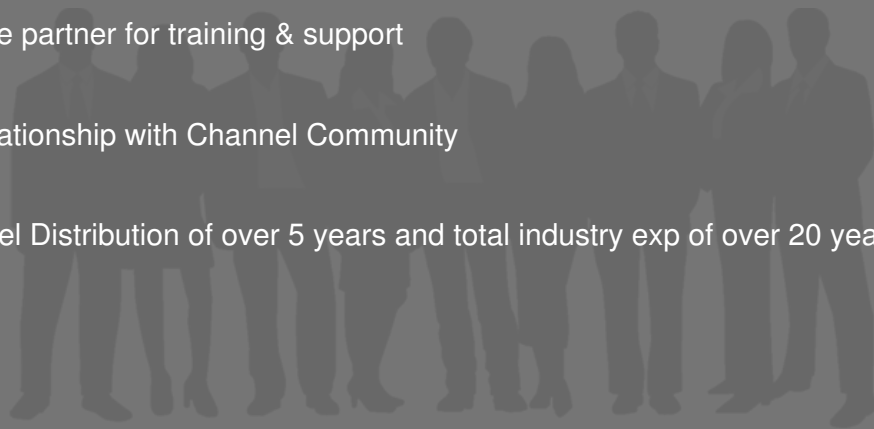 e partner for training & support
ationship with Channel Community
el Distribution of over 5 years and total industry exp of over 20 yea